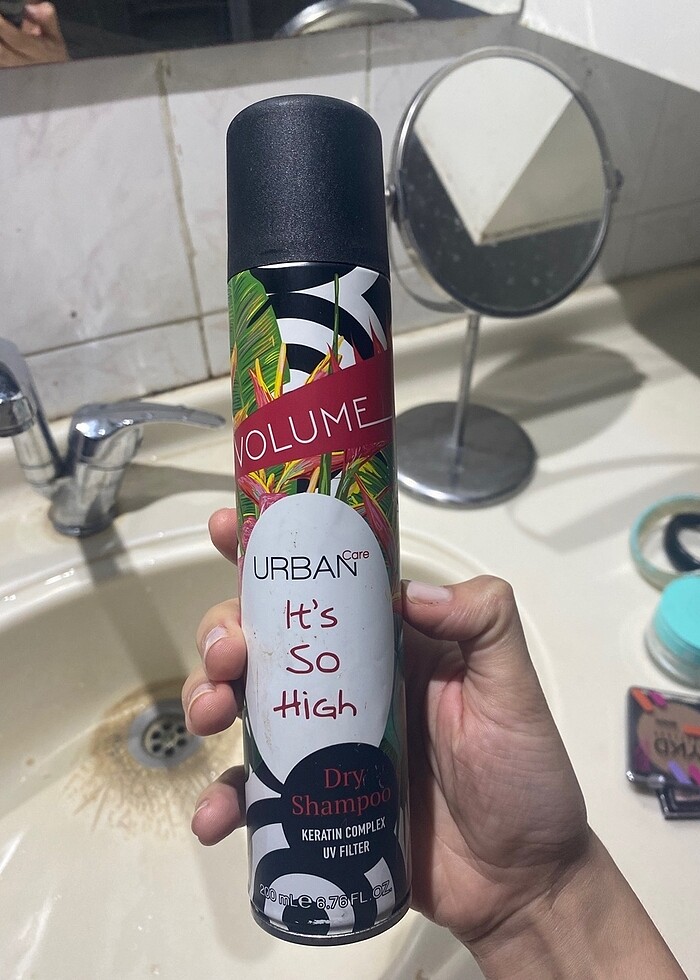 VOLUME
URBAN Care
It's
So
High
Dry
Shampoo
KERATIN COMPLEX
UV FILTER
200 mL e 6.76 FL. OZ.